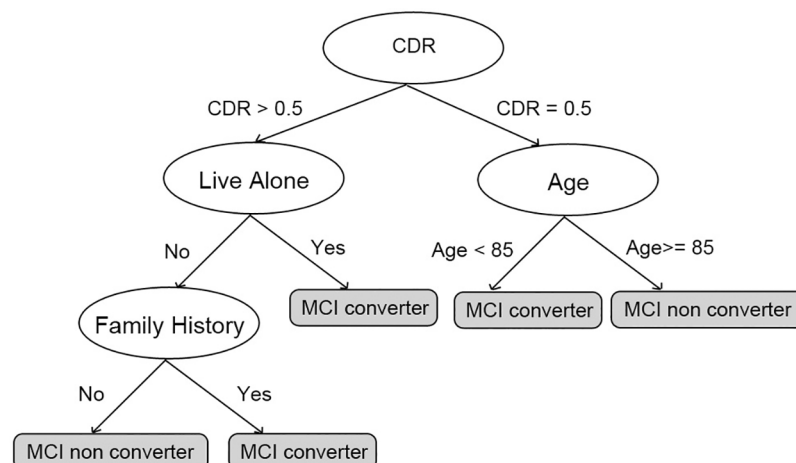 CDR
CDR > 0.5
CDR = 0.5
Live Alone
Age
No
Yes
Age < 85
Age>= 85
MCI converter
MCI converter
MCI non converter
Family History
No
Yes
MCI non converter
MCI converter